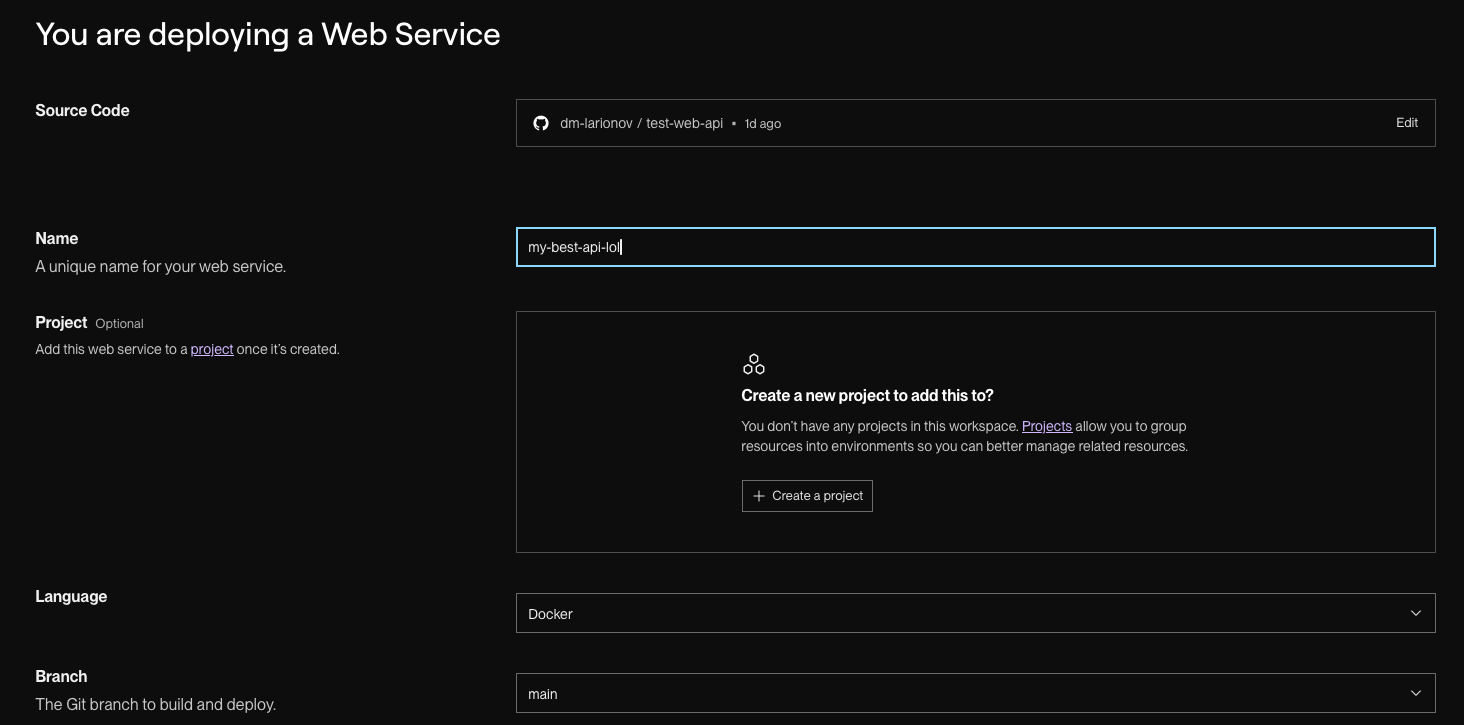 You are deploying a Web Service
Source Code
dm-larionov / test-web-api • 1d ago
Edit
Name
A unique name for your web service.
my-best-api-lol
Project Optional
Add this web service to a project once it's created.
Create a new project to add this to?
You don't have any projects in this workspace. Projects allow you to group
resources into environments so you can better manage related resources.
Create a project
Language
Docker
Branch
The Git branch to build and deploy.
main